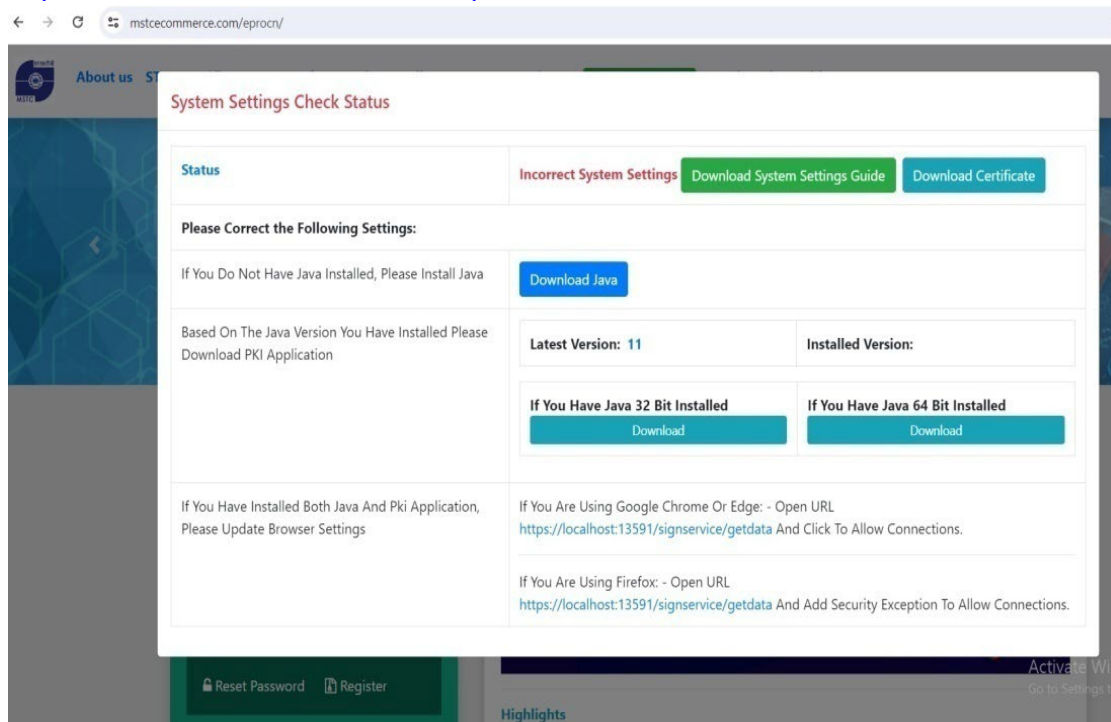 mstcecommerce.com/eprocn/
MSTC
About us
System Settings Check Status
Status
Incorrect System Settings
Download System Settings Guide
Download Certificate
Please Correct the Following Settings:
If You Do Not Have Java Installed, Please Install Java
Download Java
Based On The Java Version You Have Installed Please
Download PKI Application
Latest Version: 11
Installed Version:
If You Have Java 32 Bit Installed
Download
If You Have Java 64 Bit Installed
Download
If You Have Installed Both Java And Pki Application,
Please Update Browser Settings
If You Are Using Google Chrome Or Edge: - Open URL
https://localhost:13591/signservice/getdata And Click To Allow Connections.
If You Are Using Firefox: - Open URL
https://localhost:13591/signservice/getdata And Add Security Exception To Allow Connections.
Reset Password
Register
Highlights
Activate
Go to Settings